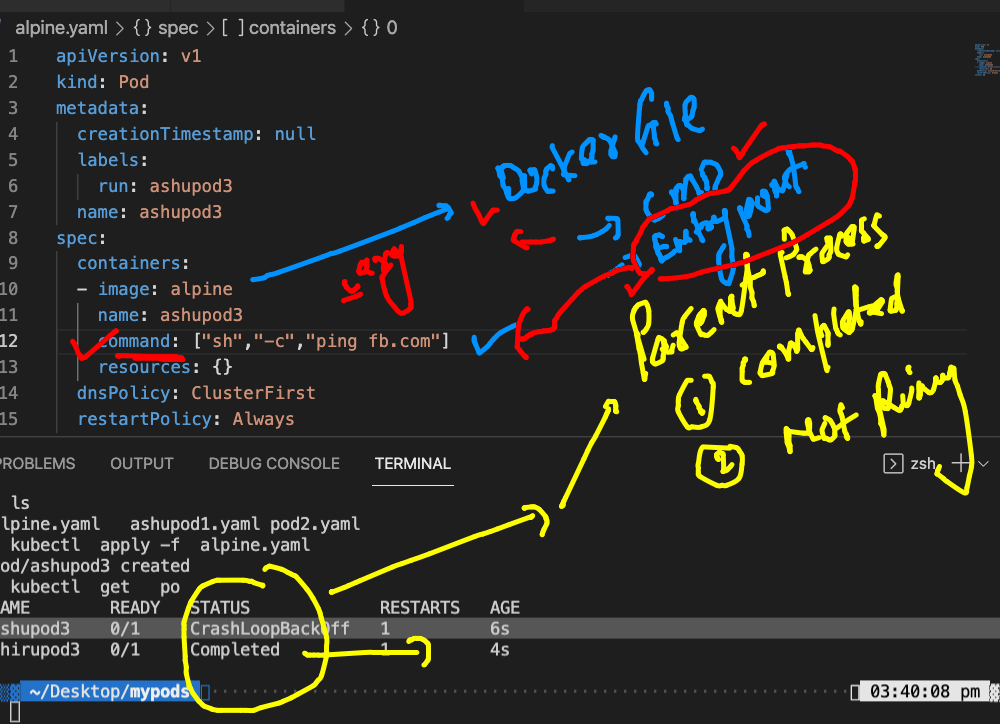 alpine.yaml > {} spec > [ ] containers > {} 0
1 apiVersion: v1
2 kind: Pod
3 metadata:
4 creationTimestamp: null
5 labels:
6 run: ashupod3
7 name: ashupod3
8 spec:
9 containers:
10 - image: alpine
11 name: ashupod3
12 command: ["sh","-c","ping fb.com"]
13 resources: {}
14 dnsPolicy: ClusterFirst
15 restartPolicy: Always
Docker file
CMD
Entrypoint
Parent Process
1 completed
2 Not
PROBLEMS OUTPUT DEBUG CONSOLE TERMINAL zsh
ls
lpine.yaml ashupod1.yaml pod2.yaml
kubectl apply -f alpine.yaml
od/ashupod3 created
kubectl get po
AME READY STATUS RESTARTS AGE
shupod3 0/1 CrashLoopBackOff 1 6s
hirupod3 0/1 Completed 1 4s
~/Desktop/mypods 03:40:08 pm